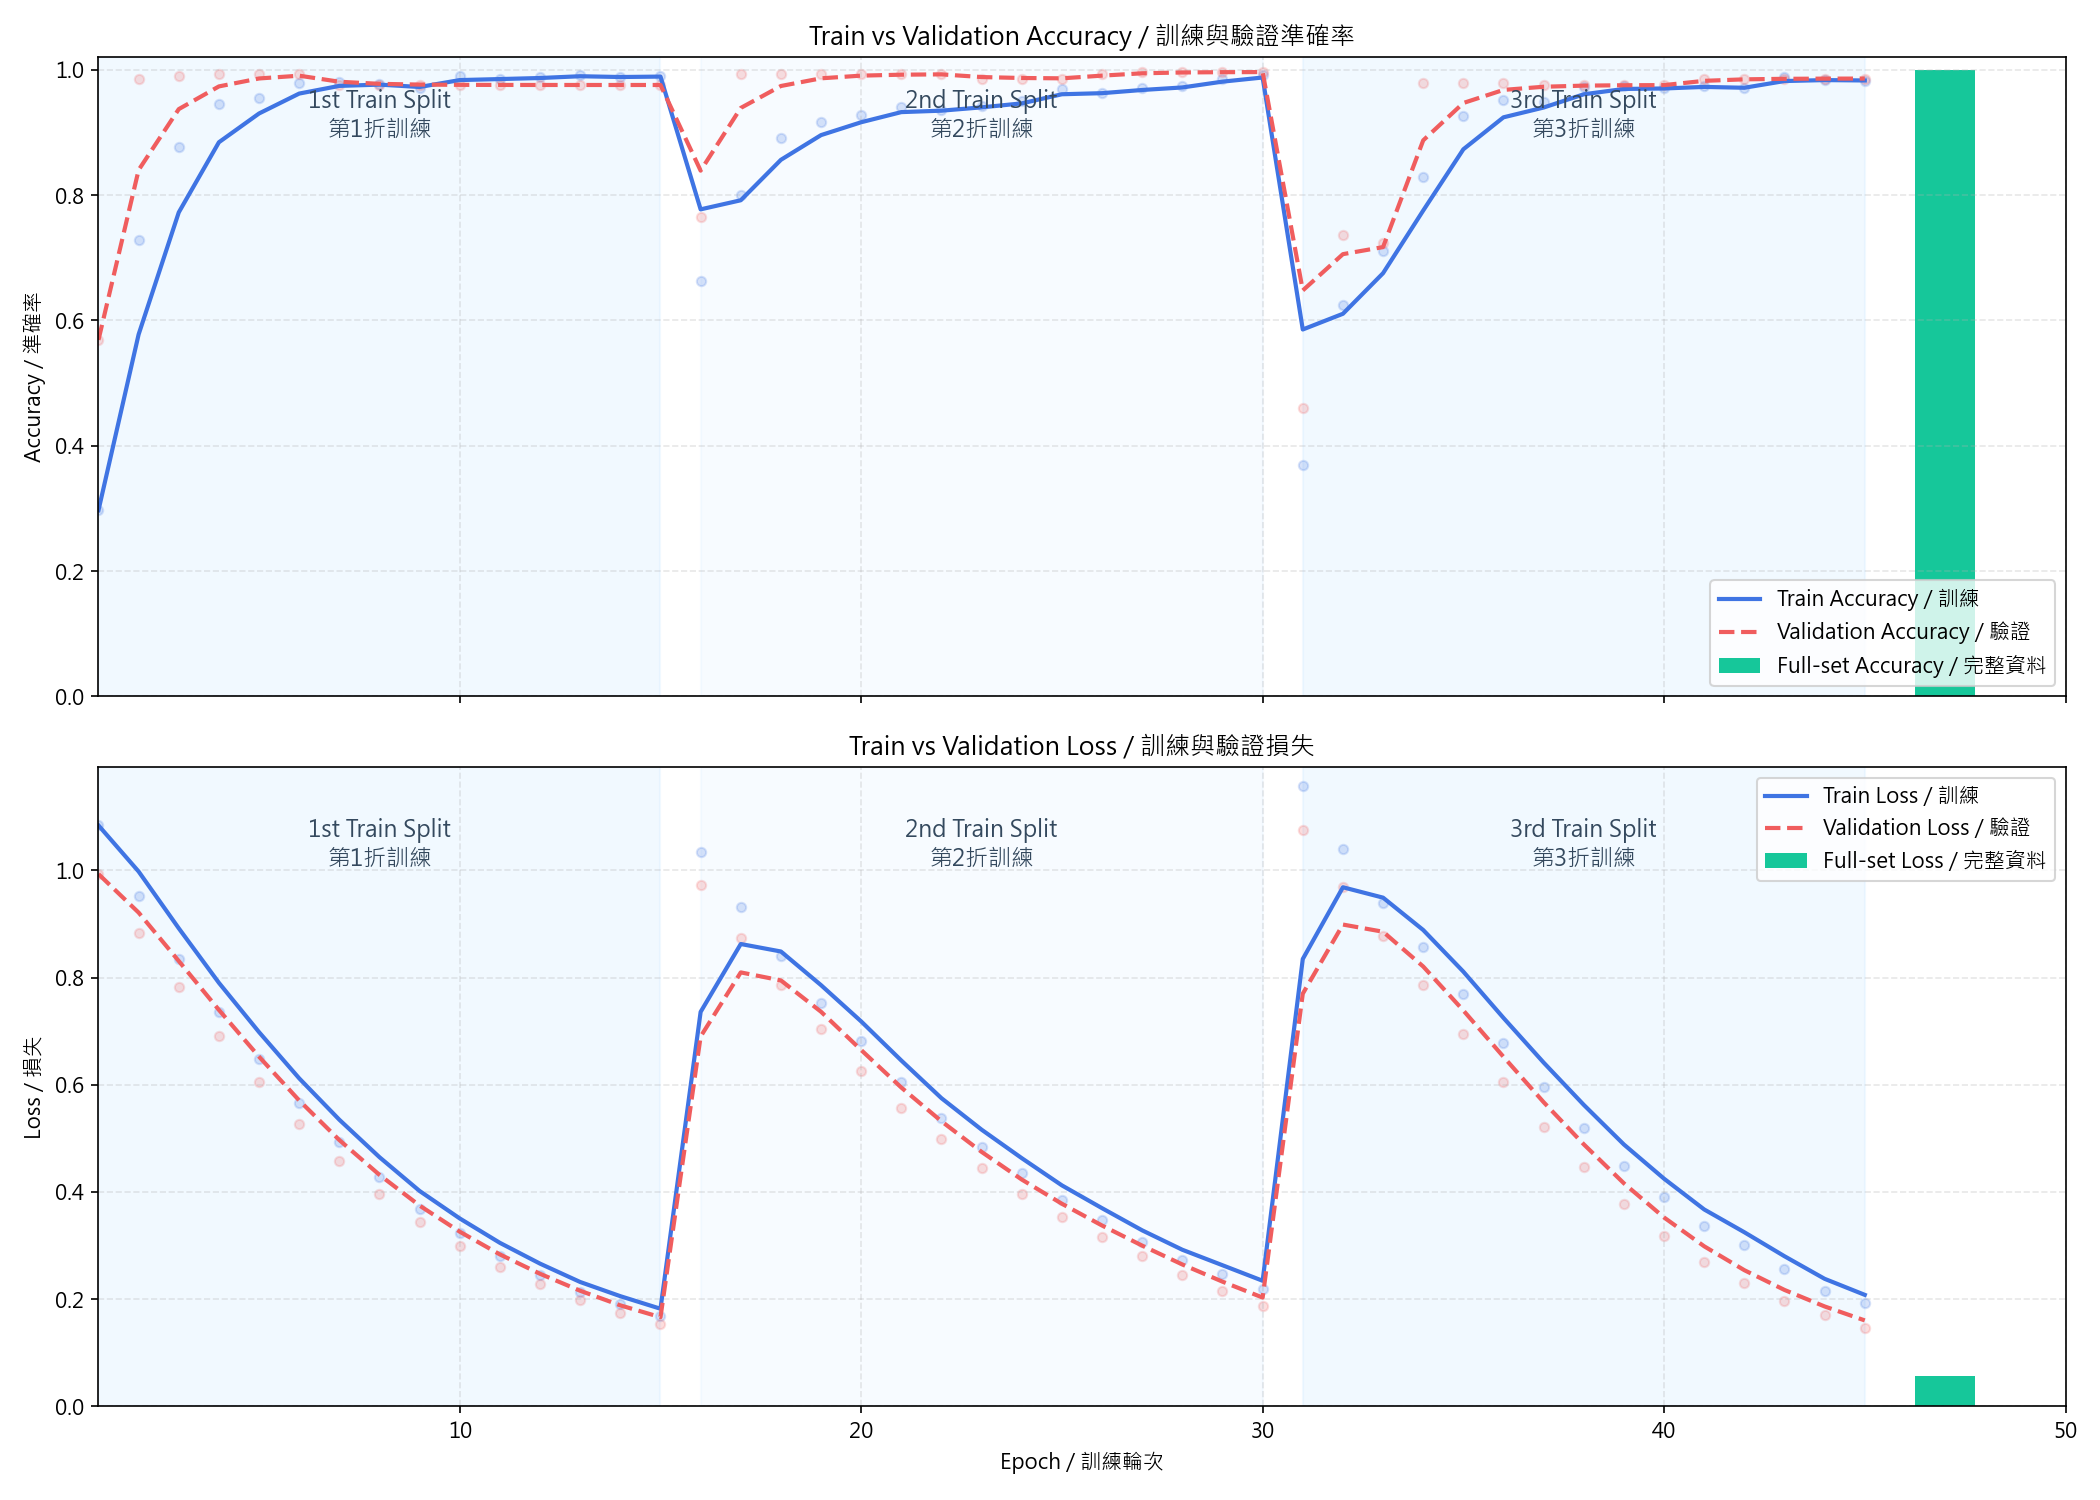 Train vs Validation Accuracy / 訓練與驗證準確率
Accuracy / 準確率
1.0
0.8
0.6
0.4
0.2
0.0
1st Train Split
第1折訓練
2nd Train Split
第2折訓練
3rd Train Split
第3折訓練
Train Accuracy / 訓練
Validation Accuracy / 驗證
Full-set Accuracy / 完整資料
Train vs Validation Loss / 訓練與驗證損失
Loss / 損失
1.0
0.8
0.6
0.4
0.2
0.0
1st Train Split
第1折訓練
2nd Train Split
第2折訓練
3rd Train Split
第3折訓練
Train Loss / 訓練
Validation Loss / 驗證
Full-set Loss / 完整資料
10
20
30
40
50
Epoch / 訓練輪次